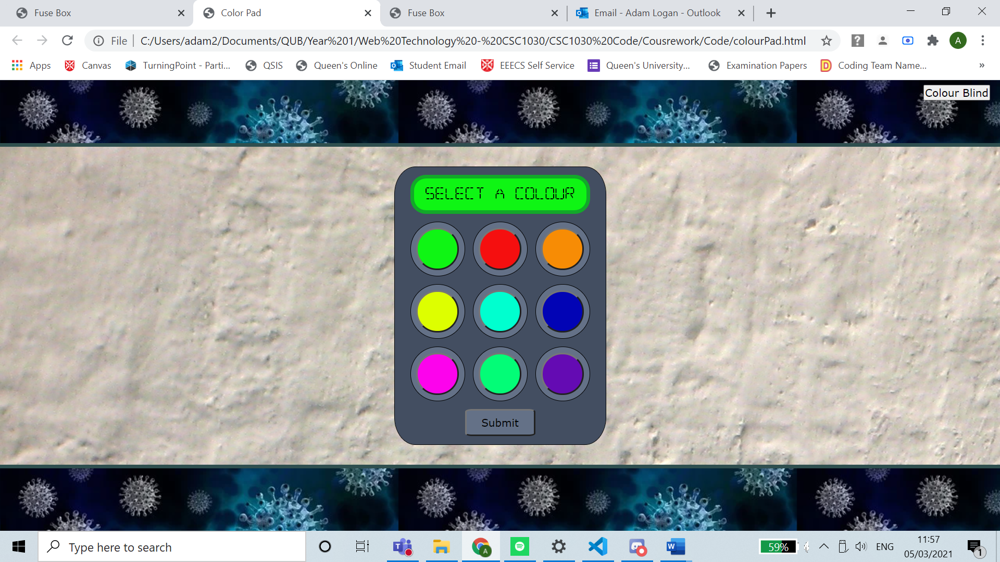 Fuse Box
Color Pad
Fuse Box
Email - Adam Logan - Outlook
File
C:/Users/adam2/Documents/QUB/Year%201/Web%20Technology%20-%20CSC1030/CSC1030%20Code/Cousrework/Code/colourPad.html
A
Apps
Canvas
TurningPoint - Parti...
QSIS
Queen's Online
Student Email
EEECS Self Service
Queen's University...
Examination Papers
Coding Team Name...
»
Colour Blind
SELECT A COLOUR
Submit
Type here to search
59%
ENG
11:57
05/03/2021
1